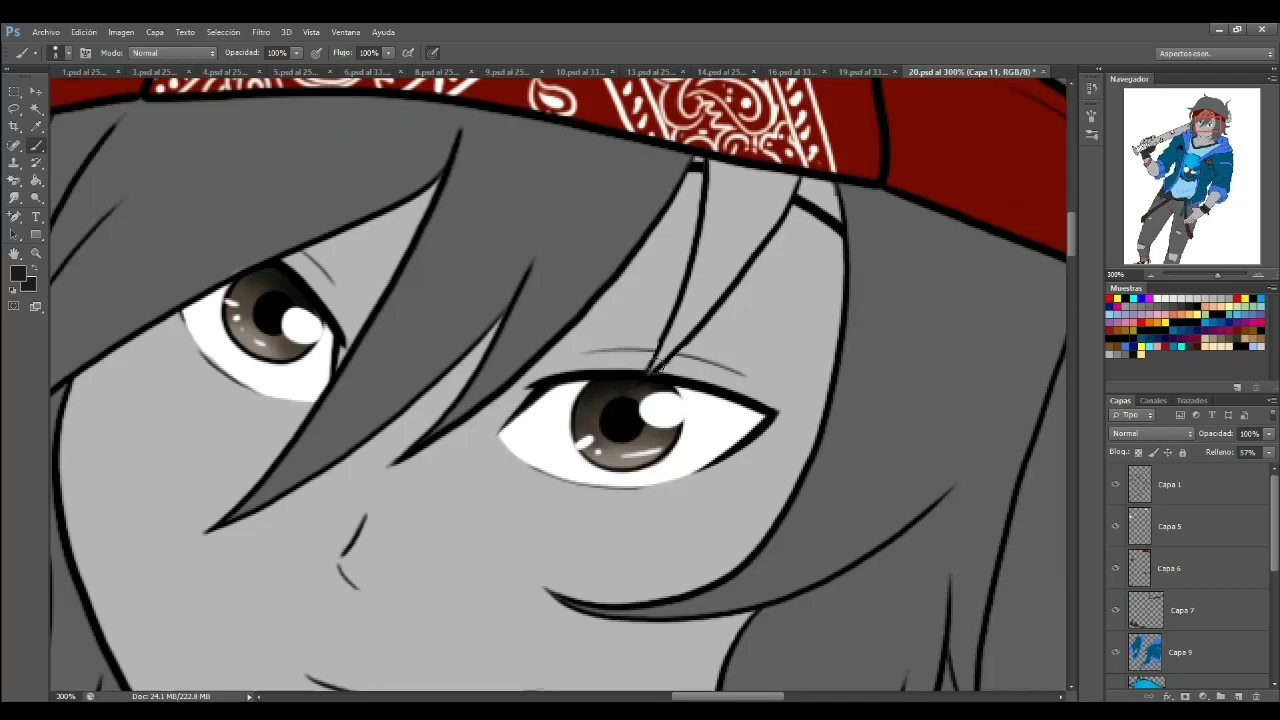 Ps Archivo Edición Imagen Capa Texto Selección Filtro 3D Vista Ventana Ayuda
8 Modo: Normal Opacidad: 100% Flujo: 100% Aspectos esen.
1.psd al 25... × 3.psd al 25... × 4.psd al 25... × 5.psd al 25... × 6.psd al 33... × 8.psd al 25... × 9.psd al 25... × 10.psd al 33... × 13.psd al 25... × 14.psd al 25... × 16.psd al 33... × 19.psd al 33... × 20.psd al 300% (Capa 11, RGB/8) * ×
Navegador
300%
Muestras
Capas Canales Trazados
Tipo
Normal Opacidad: 100%
Bloq.: Relleno: 57%
Capa 1
Capa 5
Capa 6
Capa 7
Capa 9
300% Doc: 24.1 MB/222.8 MB